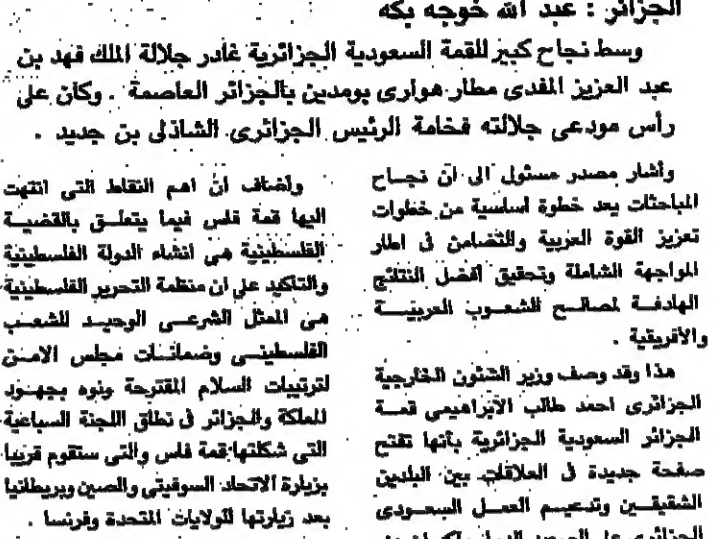 الجزائر : عبد الله خوجه بكه
وسط نجاح كبير للقمة السعودية الجزائرية غادر جلالة الملك فهد بن
عبد العزيز المفدى مطار هوارى بومدين بالجزائر العاصمة . وكان على
رأس مودعى جلالته فخامة الرئيس الجزائرى الشاذلى بن جديد .
وأشار مصدر مسئول الى ان نجاح
المباحثات يعد خطوة اساسية من خطوات
تعزيز القوة العربية والتضامن فى اطار
المواجهة الشاملة وتحقيق افضل النتائج
الهادفة لمصالح الشعوب العربية
والافريقية .
هذا وقد وصف وزير الشئون الخارجية
الجزائرى احمد طالب الابراهيمى قمة
الجزائر السعودية الجزائرية بأنها تفتح
صفحة جديدة فى العلاقات بين البلدين
الشقيقين وتدعيم العمل السعودى
الجزائرى على
وأضاف ان اهم النقاط التى انتهت
اليها قمة فاس فيما يتعلق بالقضية
الفلسطينية هى انشاء الدولة الفلسطينية
والتاكيد على ان منظمة التحرير الفلسطينية
هى الممثل الشرعى الوحيد للشعب
الفلسطينى وضمانات مجلس الامن
لترتيبات السلام المقترحة ونوه بجهود
المملكة والجزائر فى نطاق اللجنة السباعية
التى شكلتها قمة فاس والتى ستقوم قريبا
بزيارة الاتحاد السوفيتى والصين وبريطانيا
بعد زيارتها للولايات المتحدة وفرنسا .